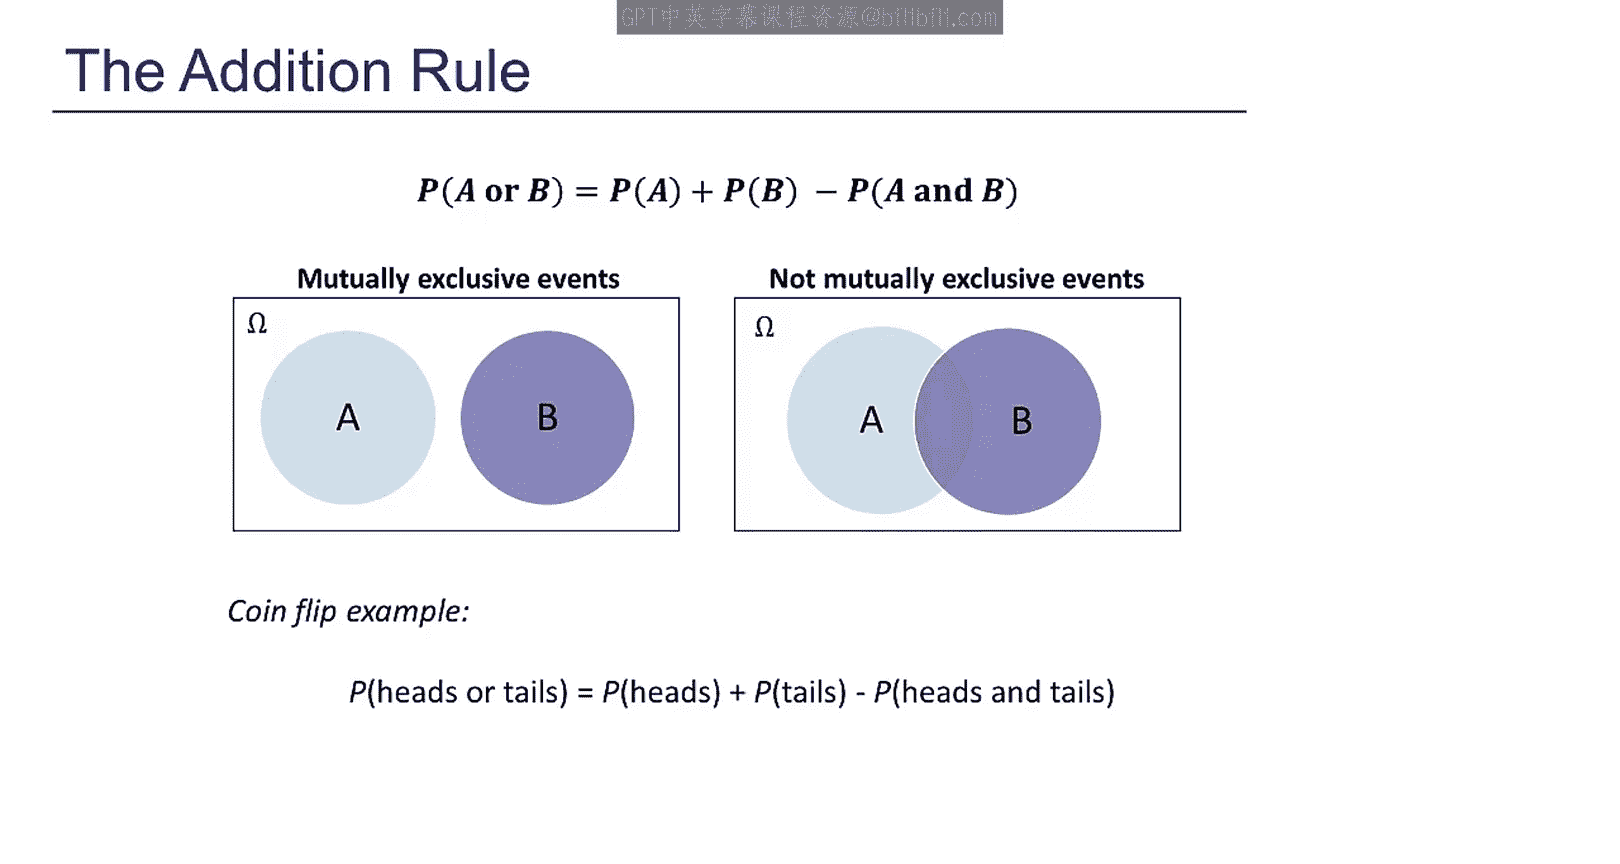 GPT中英字幕课程资源@bfHbfH.com
The Addition Rule
P(A or B) = P(A) + P(B) − P(A and B)
Mutually exclusive events
Not mutually exclusive events
Ω
A
B
Ω
A
B
Coin flip example:
P(heads or tails) = P(heads) + P(tails) - P(heads and tails)